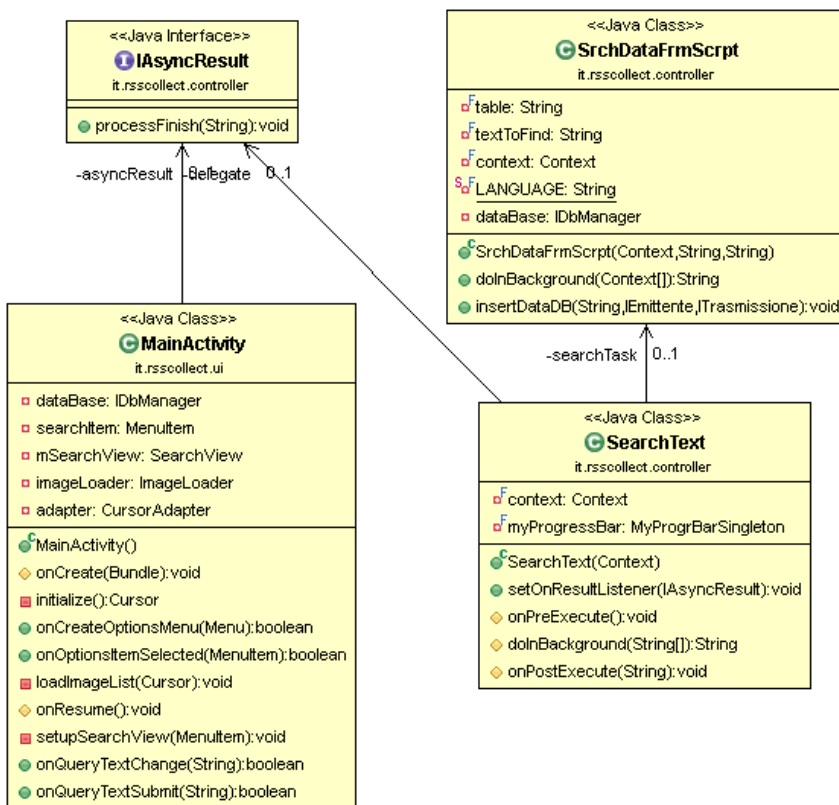 <<Java Interface>>
IAsyncResult
it.rsscollect.controller
processFinish(String):void
-asyncResult
-delegate 0..1
<<Java Class>>
SrchDataFrmScrpt
it.rsscollect.controller
table: String
textToFind: String
context: Context
LANGUAGE: String
dataBase: IDbManager
SrchDataFrmScrpt(Context,String,String)
doInBackground(Context[]):String
insertDataDB(String,IEmittente,ITrasmissione):void
-searchTask 0..1
<<Java Class>>
MainActivity
it.rsscollect.ui
dataBase: IDbManager
searchItem: MenuItem
mSearchView: SearchView
imageLoader: ImageLoader
adapter: CursorAdapter
MainActivity()
onCreate(Bundle):void
initialize():Cursor
onCreateOptionsMenu(Menu):boolean
onOptionsItemSelected(MenuItem):boolean
loadImageList(Cursor):void
onResume():void
setupSearchView(MenuItem):void
onQueryTextChange(String):boolean
onQueryTextSubmit(String):boolean
<<Java Class>>
SearchText
it.rsscollect.controller
context: Context
myProgressBar: MyProgrBarSingleton
SearchText(Context)
setOnResultListener(IAsyncResult):void
onPreExecute():void
doInBackground(String[]):String
onPostExecute(String):void